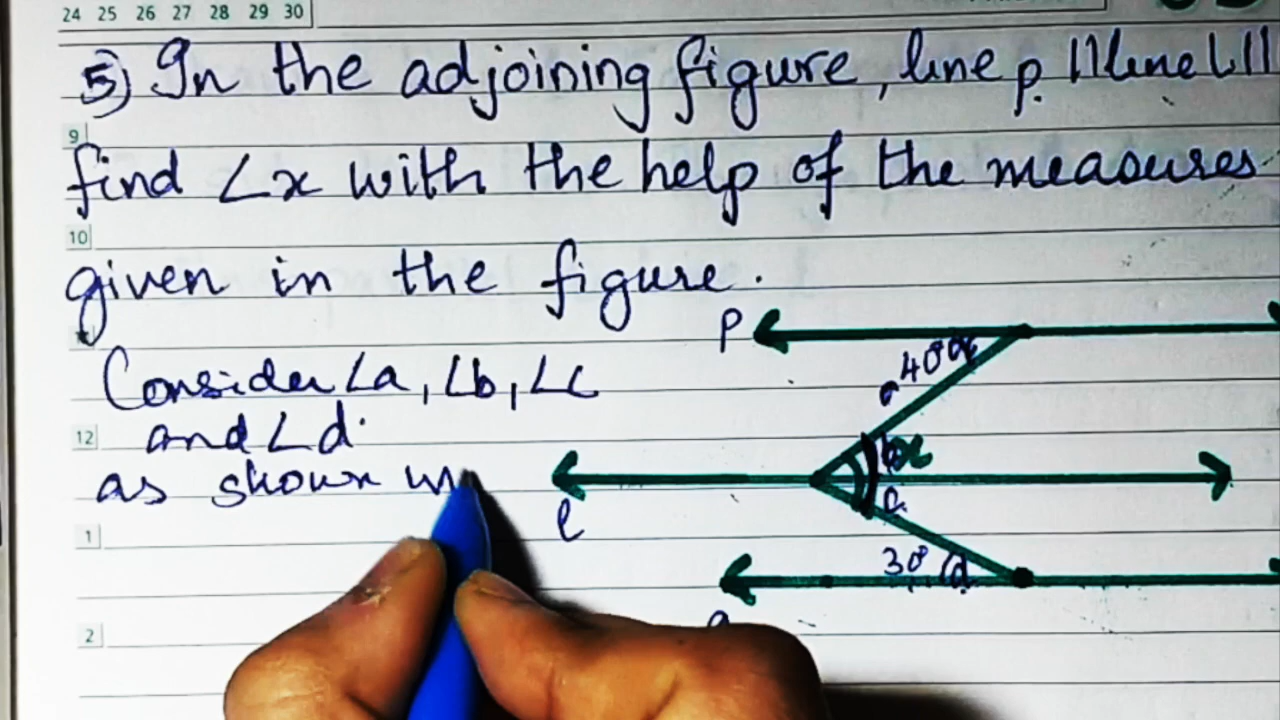 24 25 26 27 28 29 30
5) In the adjoining figure, line p || line l ||
9
find ∠x with the help of the measures
10
given in the figure.
P
Consider ∠a, ∠b, ∠c
40° a
12
and ∠d.
b x
as shown
c
l
1
30° d
2